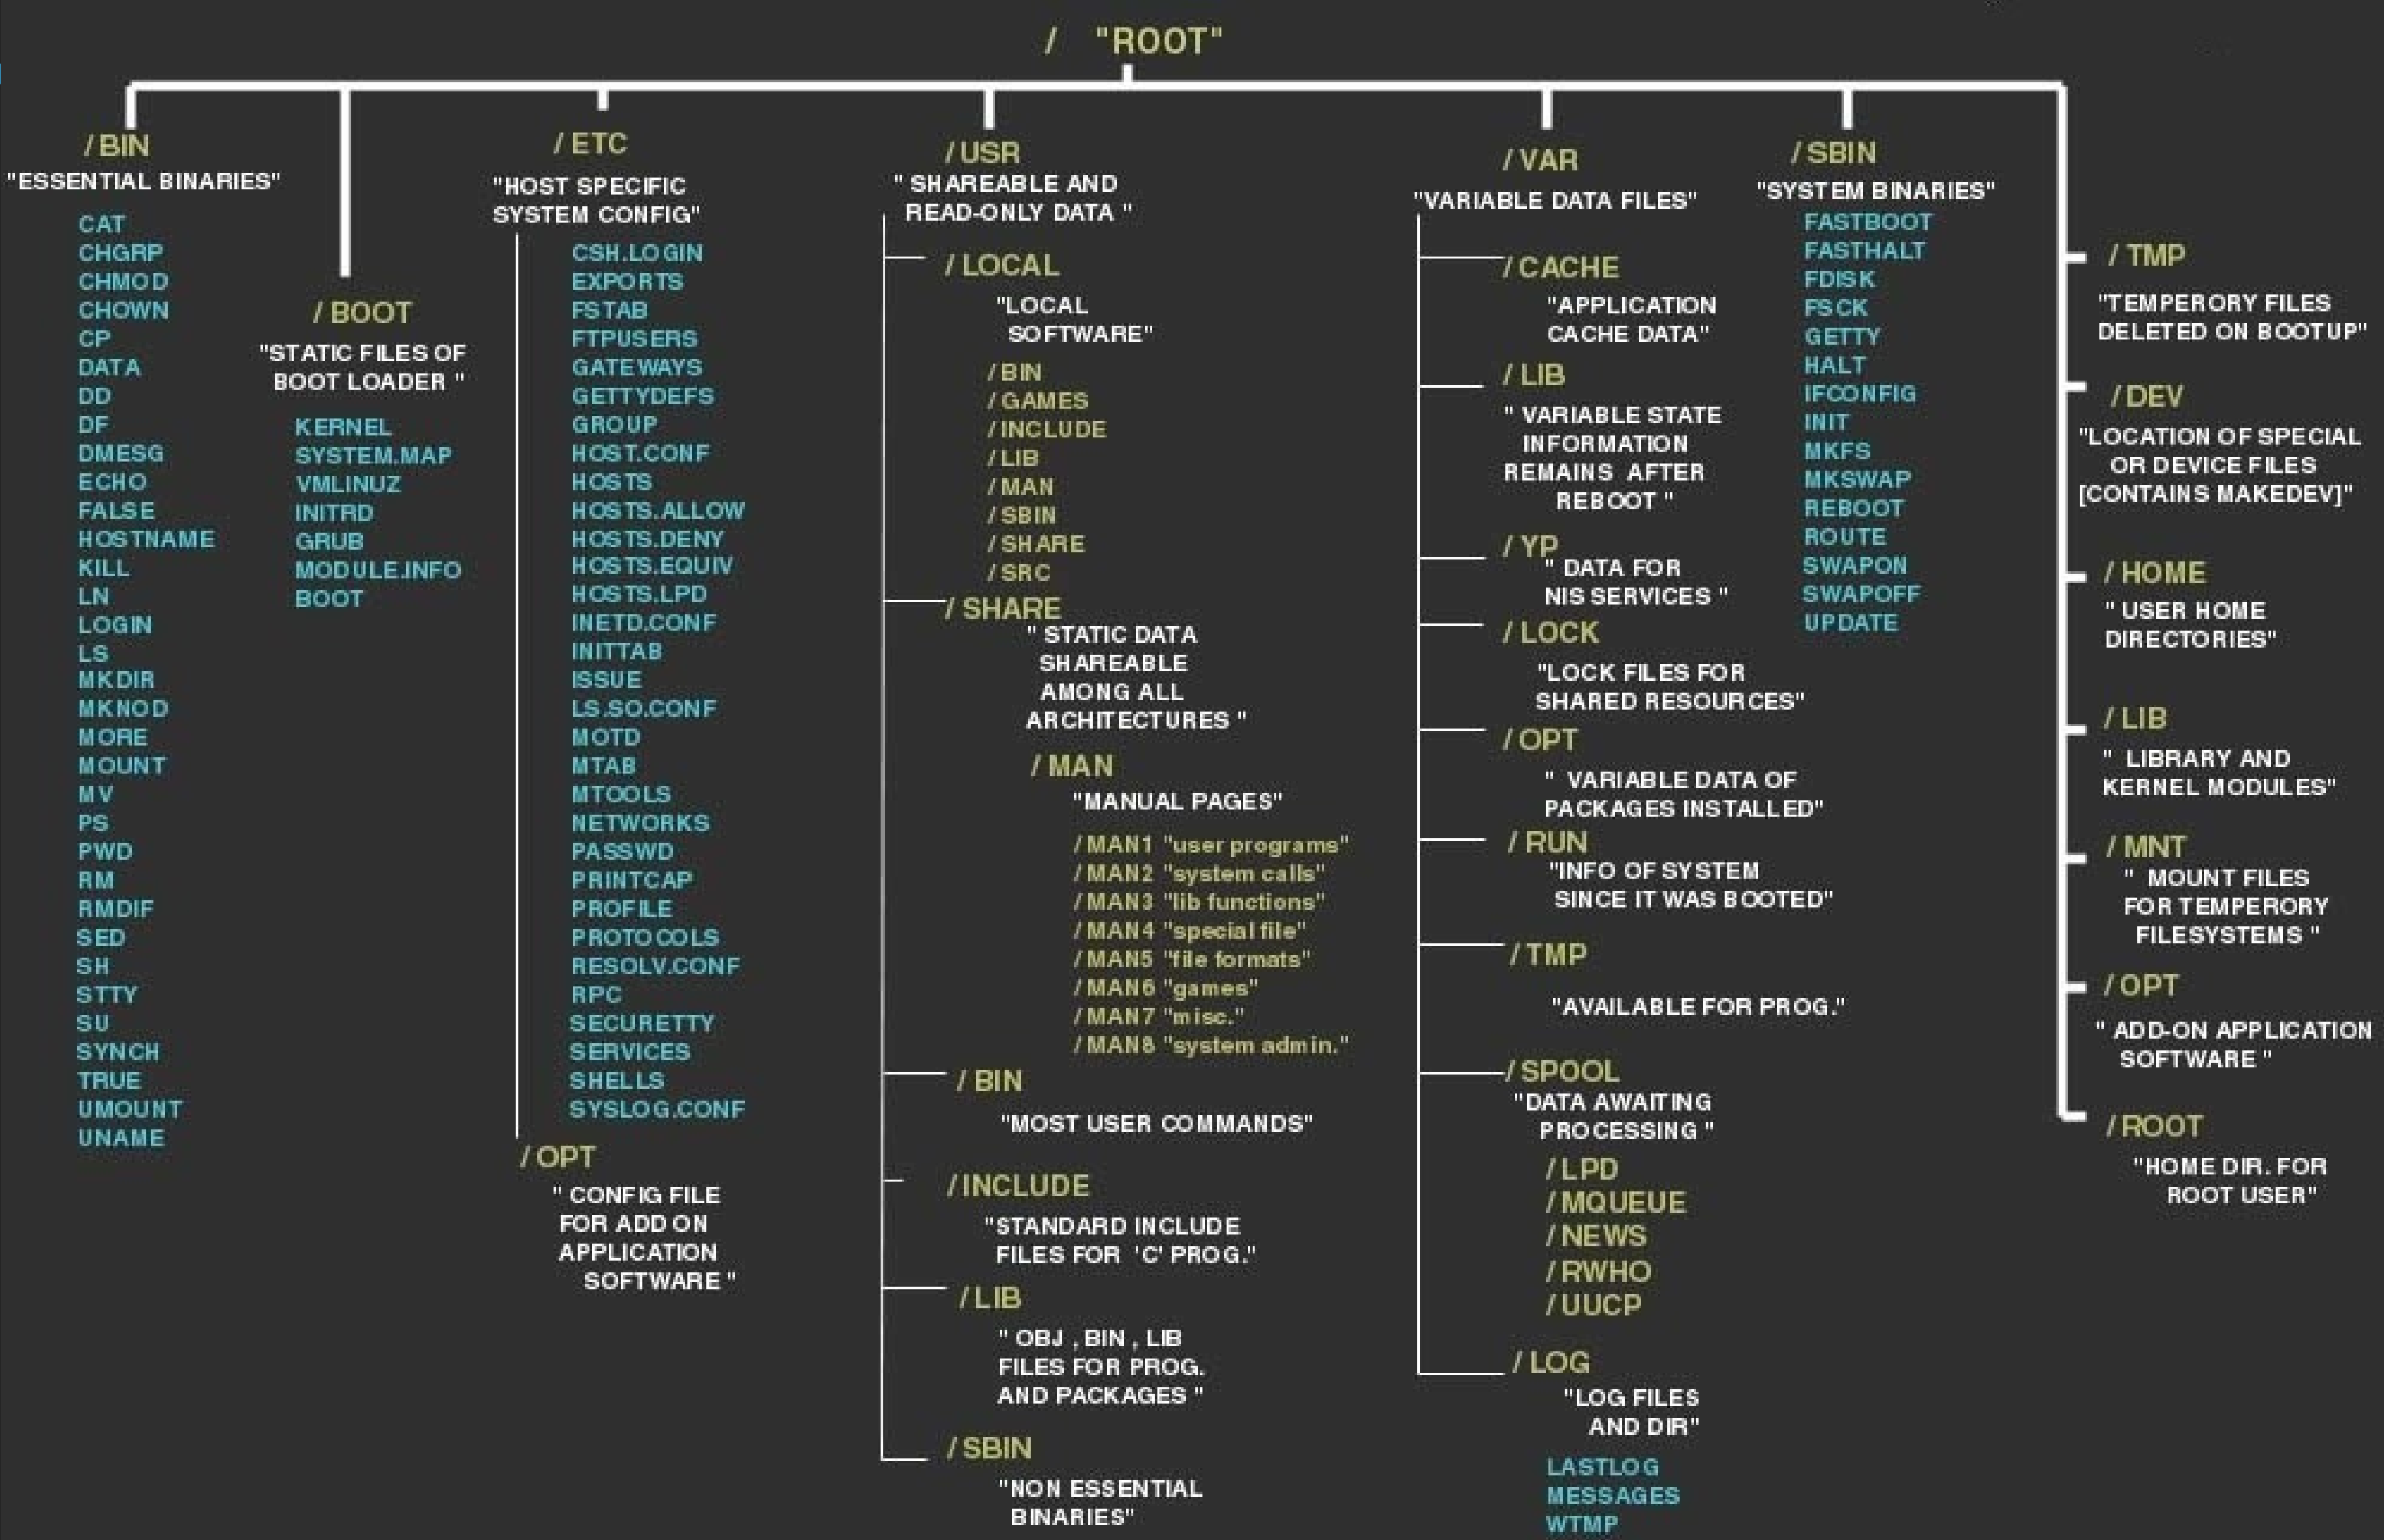 / "ROOT"
/BIN
"ESSENTIAL BINARIES"
CAT
CHGRP
CHMOD
CHOWN
CP
DATA
DD
DF
DMESG
ECHO
FALSE
HOSTNAME
KILL
LN
LOGIN
LS
MKDIR
MKNOD
MORE
MOUNT
MV
PS
PWD
RM
RMDIF
SED
SH
STTY
SU
SYNCH
TRUE
UMOUNT
UNAME
/BOOT
"STATIC FILES OF
BOOT LOADER "
KERNEL
SYSTEM.MAP
VMLINUZ
INITRD
GRUB
MODULE.INFO
BOOT
/ETC
"HOST SPECIFIC
SYSTEM CONFIG"
CSH.LOGIN
EXPORTS
FSTAB
FTPUSERS
GATEWAYS
GETTYDEFS
GROUP
HOST.CONF
HOSTS
HOSTS.ALLOW
HOSTS.DENY
HOSTS.EQUIV
HOSTS.LPD
INETD.CONF
INITTAB
ISSUE
LS.SO.CONF
MOTD
MTAB
MTOOLS
NETWORKS
PASSWD
PRINTCAP
PROFILE
PROTOCOLS
RESOLV.CONF
RPC
SECURETTY
SERVICES
SHELLS
SYSLOG.CONF
/OPT
" CONFIG FILE
FOR ADD ON
APPLICATION
SOFTWARE "
/USR
" SHAREABLE AND
READ-ONLY DATA "
/LOCAL
"LOCAL
SOFTWARE"
/BIN
/GAMES
/INCLUDE
/LIB
/MAN
/SBIN
/SHARE
/SRC
/SHARE
" STATIC DATA
SHAREABLE
AMONG ALL
ARCHITECTURES "
/MAN
"MANUAL PAGES"
/MAN1 "user programs"
/MAN2 "system calls"
/MAN3 "lib functions"
/MAN4 "special file"
/MAN5 "file formats"
/MAN6 "games"
/MAN7 "misc."
/MAN8 "system admin."
/BIN
"MOST USER COMMANDS"
/INCLUDE
"STANDARD INCLUDE
FILES FOR 'C' PROG."
/LIB
" OBJ , BIN , LIB
FILES FOR PROG.
AND PACKAGES "
/SBIN
"NON ESSENTIAL
BINARIES"
/VAR
"VARIABLE DATA FILES"
/CACHE
"APPLICATION
CACHE DATA"
/LIB
" VARIABLE STATE
INFORMATION
REMAINS AFTER
REBOOT "
/YP
" DATA FOR
NIS SERVICES "
/LOCK
"LOCK FILES FOR
SHARED RESOURCES"
/OPT
" VARIABLE DATA OF
PACKAGES INSTALLED"
/RUN
"INFO OF SYSTEM
SINCE IT WAS BOOTED"
/TMP
"AVAILABLE FOR PROG."
/SPOOL
"DATA AWAITING
PROCESSING "
/LPD
/MQUEUE
/NEWS
/RWHO
/UUCP
/LOG
"LOG FILES
AND DIR"
LASTLOG
MESSAGES
WTMP
/SBIN
"SYSTEM BINARIES"
FASTBOOT
FASTHALT
FDISK
FSCK
GETTY
HALT
IFCONFIG
INIT
MKFS
MKSWAP
REBOOT
ROUTE
SWAPON
SWAPOFF
UPDATE
/TMP
"TEMPERORY FILES
DELETED ON BOOTUP"
/DEV
"LOCATION OF SPECIAL
OR DEVICE FILES
[CONTAINS MAKEDEV]"
/HOME
" USER HOME
DIRECTORIES"
/LIB
" LIBRARY AND
KERNEL MODULES"
/MNT
" MOUNT FILES
FOR TEMPERORY
FILESYSTEMS "
/OPT
" ADD-ON APPLICATION
SOFTWARE "
/ROOT
"HOME DIR. FOR
ROOT USER"